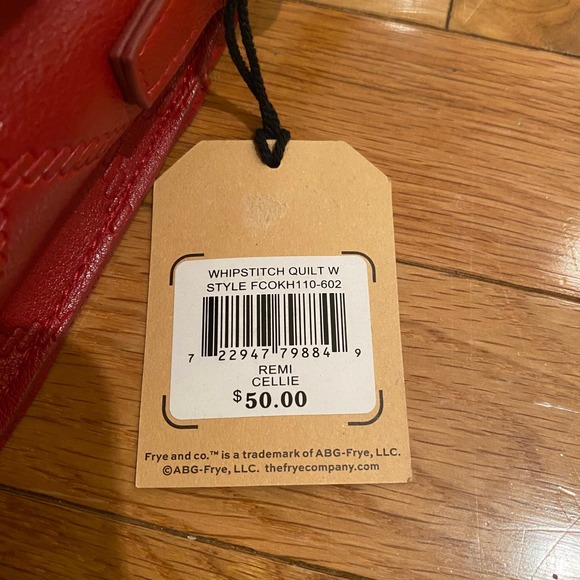 WHIPSTITCH QUILT W
STYLE FCOKH110-602
7 22947 79884 9
REMI
CELLIE
$50.00
Frye and co.™ is a trademark of ABG-Frye, LLC.
©ABG-Frye, LLC. thefryecompany.com